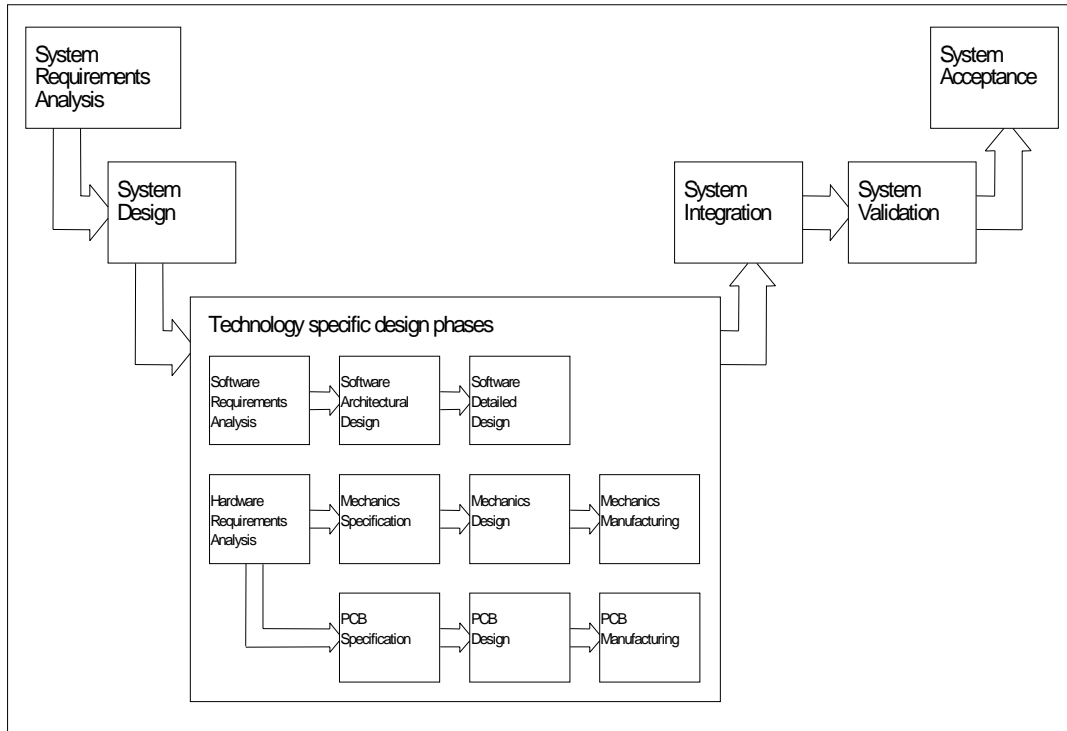 System
Requirements
Analysis
System
Design
Technology specific design phases
Software
Requirements
Analysis
Software
Architectural
Design
Software
Detailed
Design
Hardware
Requirements
Analysis
Mechanics
Specification
Mechanics
Design
Mechanics
Manufacturing
PCB
Specification
PCB
Design
PCB
Manufacturing
System
Integration
System
Validation
System
Acceptance